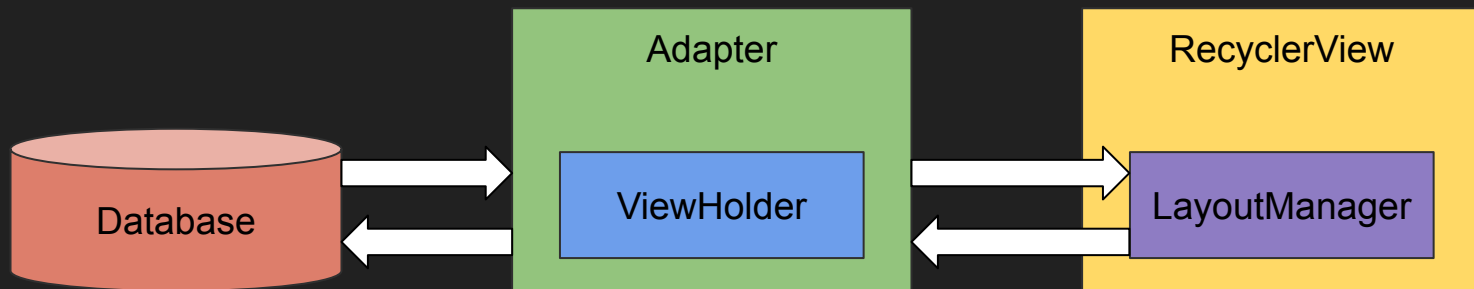 Adapter
RecyclerView
Database
ViewHolder
LayoutManager